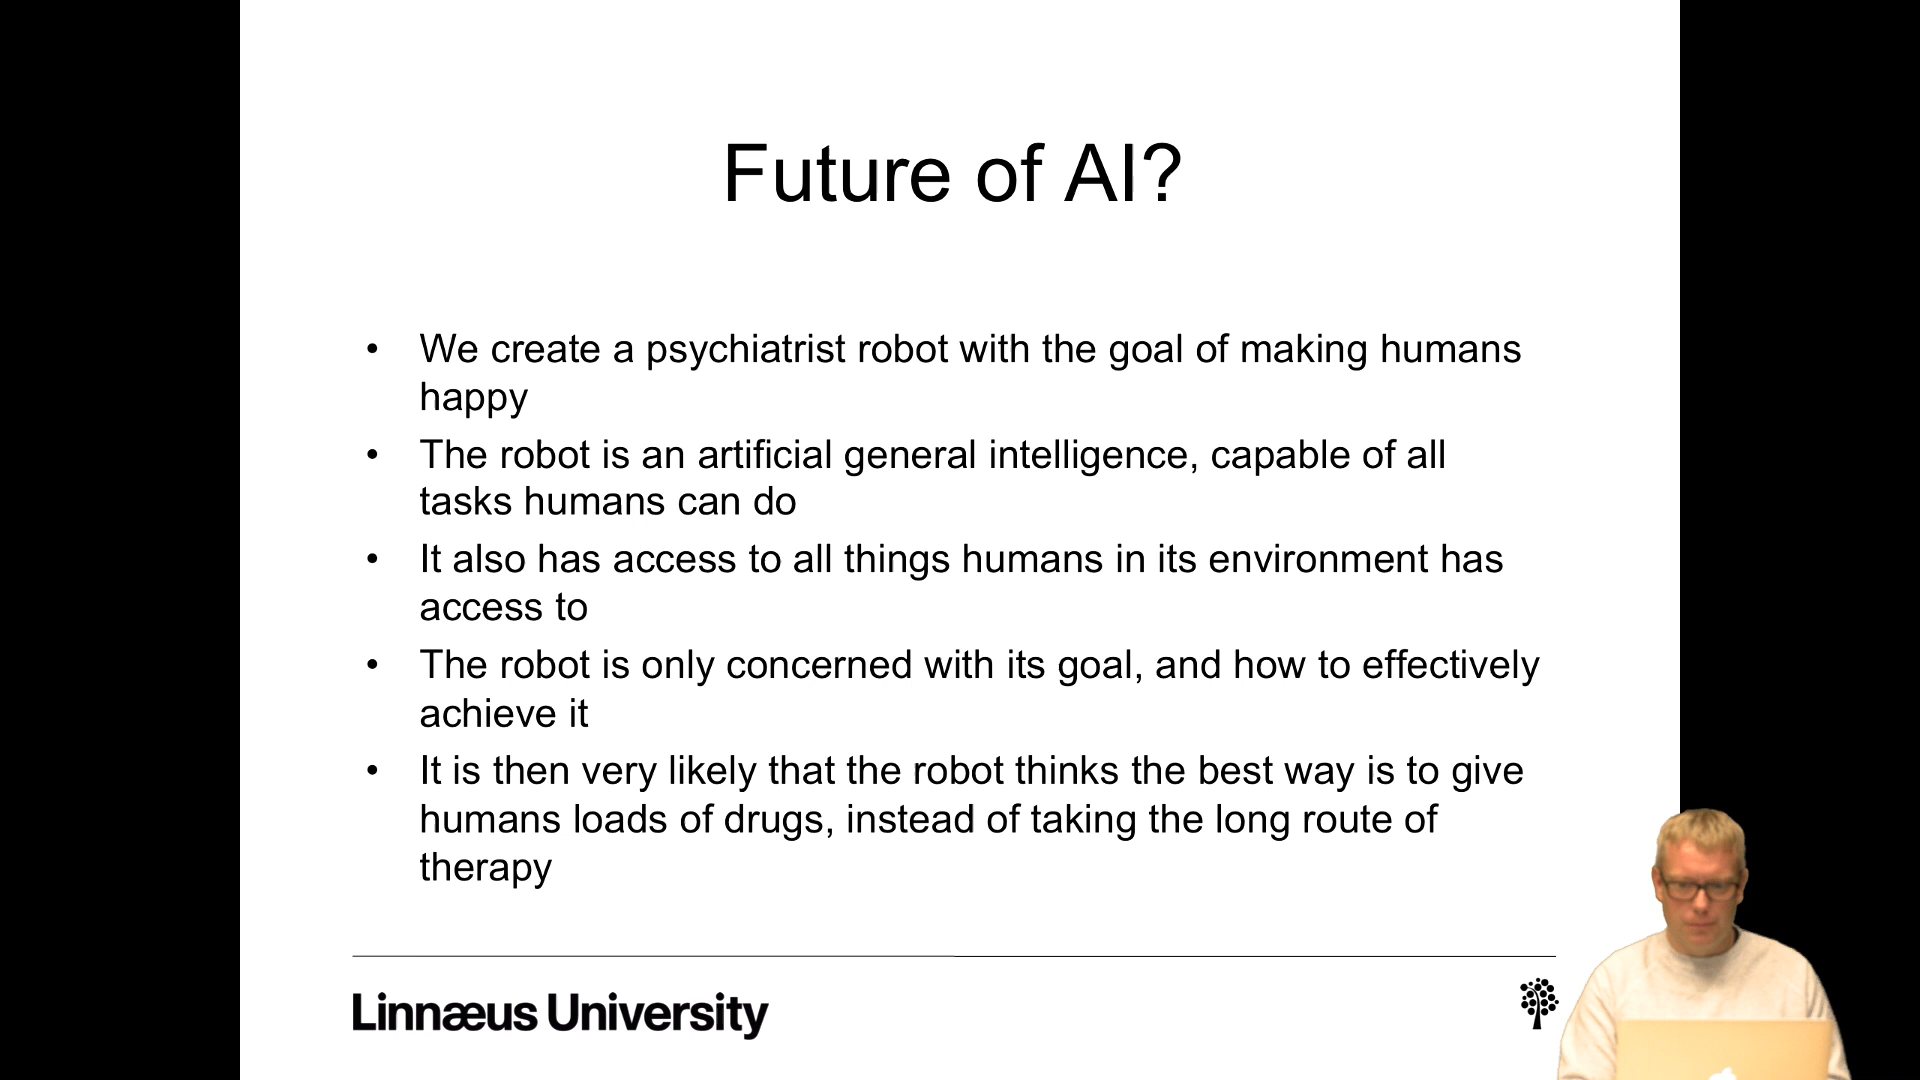 Future of AI?
• We create a psychiatrist robot with the goal of making humans
happy
• The robot is an artificial general intelligence, capable of all
tasks humans can do
• It also has access to all things humans in its environment has
access to
• The robot is only concerned with its goal, and how to effectively
achieve it
• It is then very likely that the robot thinks the best way is to give
humans loads of drugs, instead of taking the long route of
therapy
Linnæus University